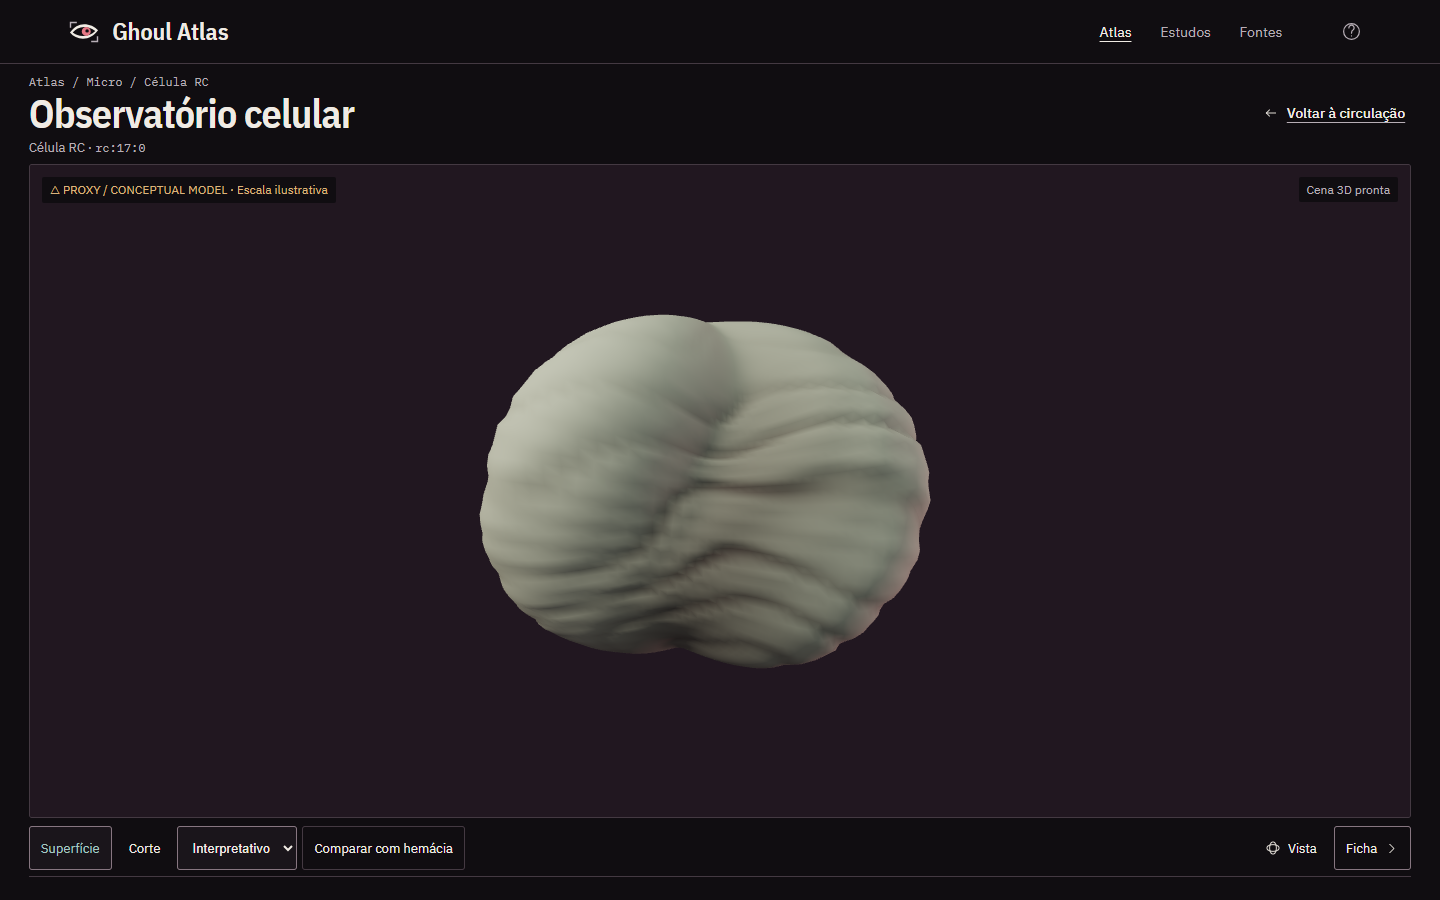 Ghoul Atlas
Atlas
Estudos
Fontes
Atlas / Micro / Célula RC
Observatório celular
← Voltar à circulação
Célula RC · rc:17:0
△ PROXY / CONCEPTUAL MODEL · Escala ilustrativa
Cena 3D pronta
Superfície
Corte
Interpretativo
Comparar com hemácia
Vista
Ficha